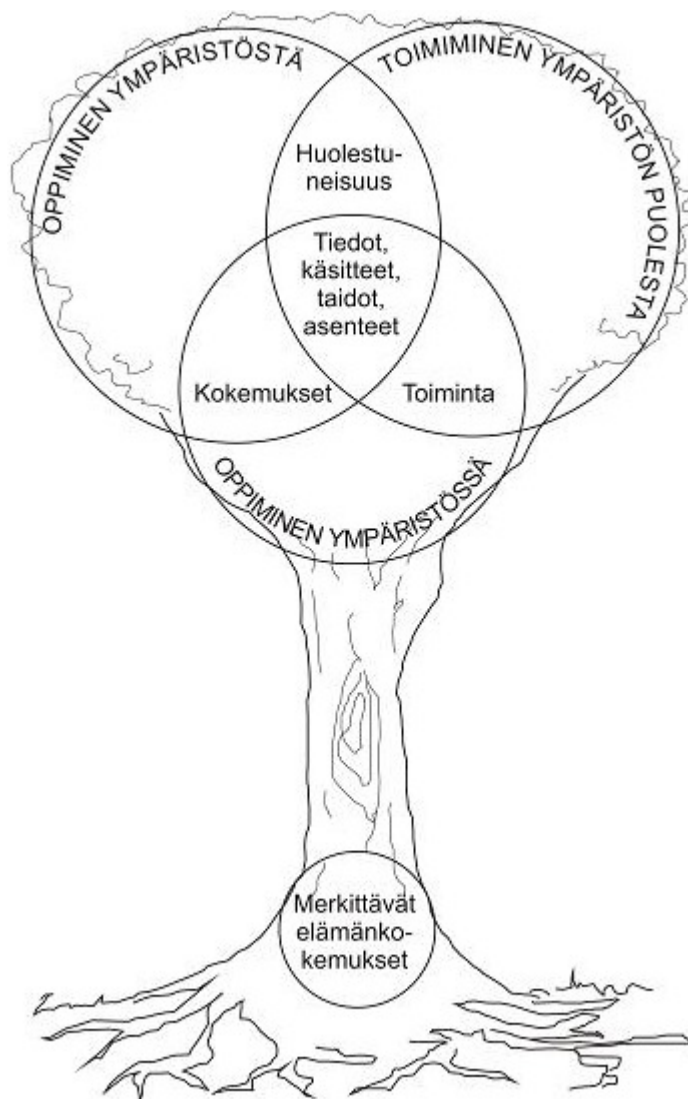 OPPIMINEN YMPÄRISTÖSTÄ
TOIMIMINEN YMPÄRISTÖN PUOLESTA
Huolestu-
neisuus
Tiedot,
käsitteet,
taidot,
asenteet
Kokemukset
Toiminta
OPPIMINEN YMPÄRISTÖSSÄ
Merkittävät
elämänko-
kemukset